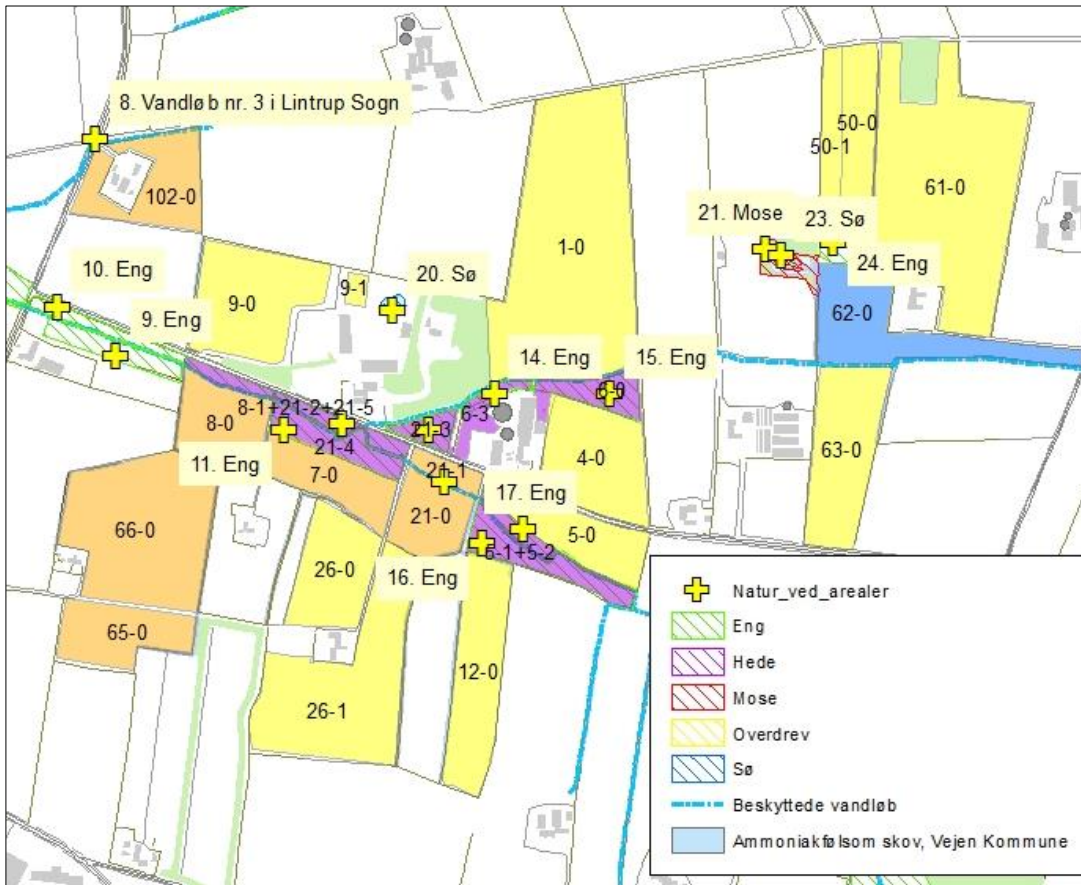 8. Vandløb nr. 3 i Lintrup Sogn
50-0
50-1
61-0
102-0
21. Mose
23. Sø
1-0
10. Eng
20. Sø
24. Eng
9-1
9-0
62-0
9. Eng
14. Eng
15. Eng
6-3
8-1+21-2+21-5
8-0
21-3
21-4
4-0
63-0
11. Eng
7-0
21-1
17. Eng
66-0
21-0
5-0
26-0
16. Eng
65-0
12-0
26-1
Natur_ved_arealer
Eng
Hede
Mose
Overdrev
Sø
Beskyttede vandløb
Ammoniakfølsom skov, Vejen Kommune